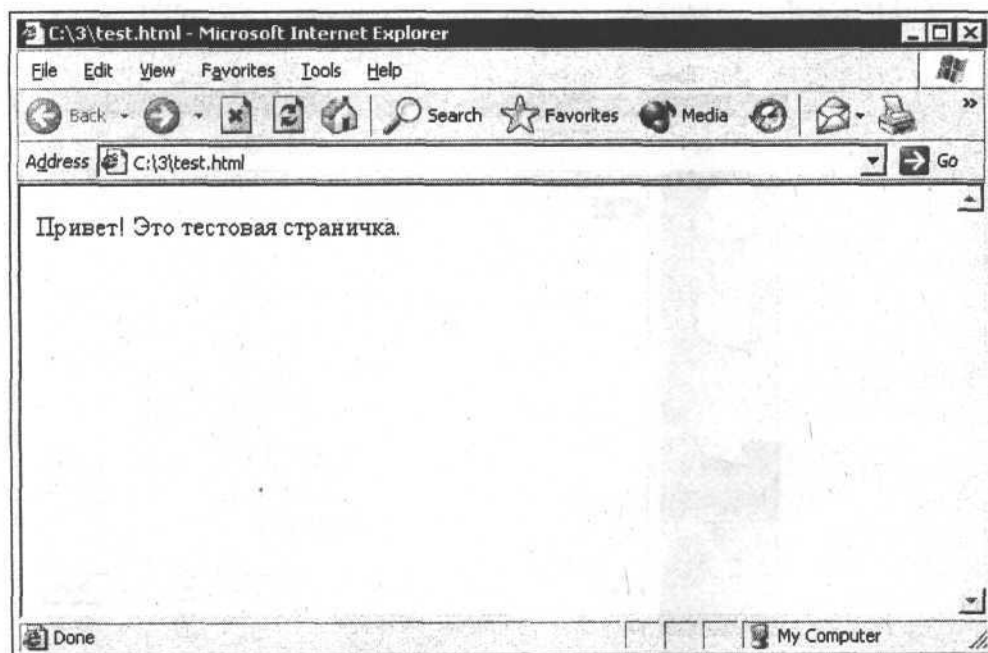 C:\3\test.html - Microsoft Internet Explorer
File Edit View Favorites Tools Help
Back Search Favorites Media »
Address C:\3\test.html Go
Привет! Это тестовая страничка.
Done My Computer